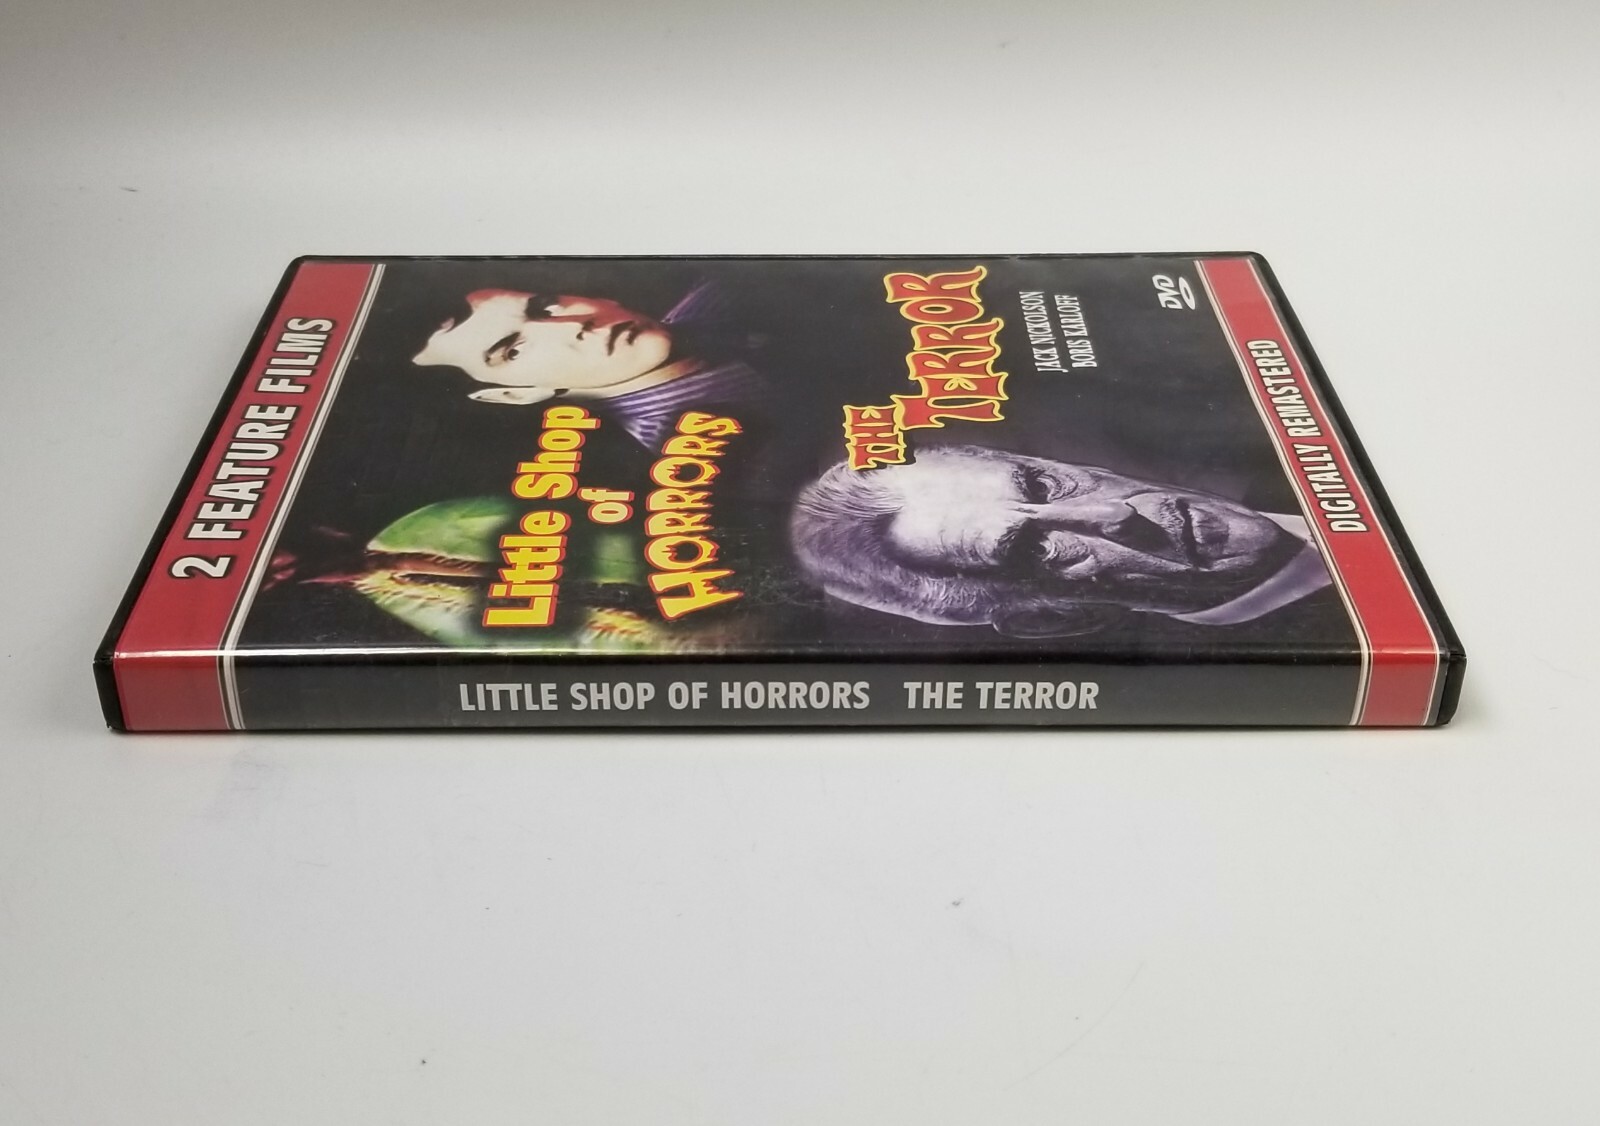 2 FEATURE FILMS
Little Shop
of
HORRORS
THE
TERROR
JACK NICKOLSON
BORIS KARLOFF
DVD
DIGITALLY REMASTERED
LITTLE SHOP OF HORRORS THE TERROR